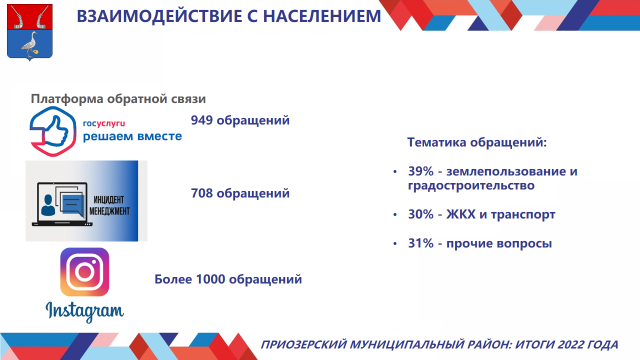 ВЗАИМОДЕЙСТВИЕ С НАСЕЛЕНИЕМ
Платформа обратной связи
госуслуги
решаем вместе
949 обращений
ИНЦИДЕНТ
МЕНЕДЖМЕНТ
708 обращений
Instagram
Более 1000 обращений
Тематика обращений:
• 39% - землепользование и
градостроительство
• 30% - ЖКХ и транспорт
• 31% - прочие вопросы
ПРИОЗЕРСКИЙ МУНИЦИПАЛЬНЫЙ РАЙОН: ИТОГИ 2022 ГОДА